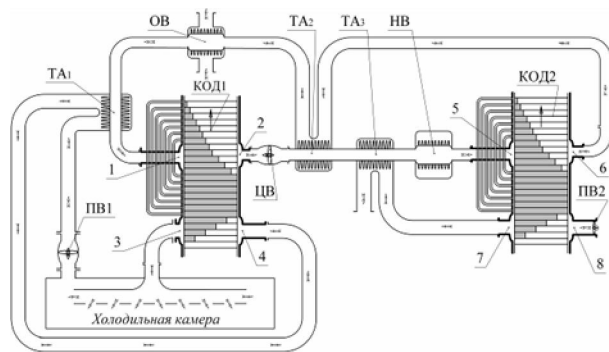 ОВ
ТА2
ТА3
НВ
ТА1
КОД1
КОД2
2
5
1
ЦВ
6
ПВ1
ПВ2
3
4
7
8
Холодильная камера